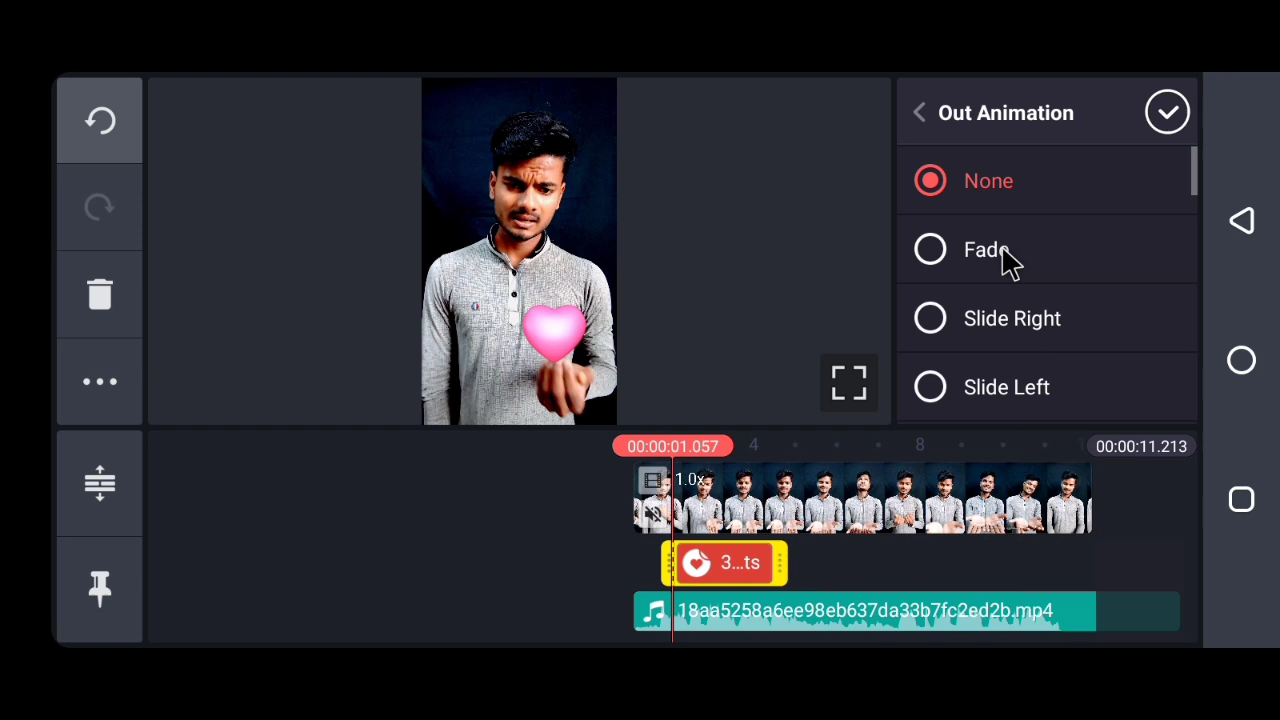 Out Animation
None
Fade
Slide Right
Slide Left
00:00:01.057
4
8
00:00:11.213
1.0x
3...ts
18aa5258a6ee98eb637da33b7fc2ed2b.mp4